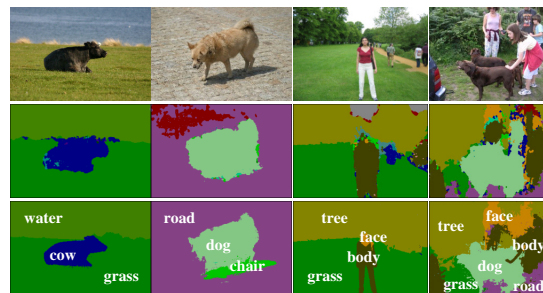 water
cow
grass
road
dog
chair
tree
face
body
grass
tree
face
body
dog
grass
road